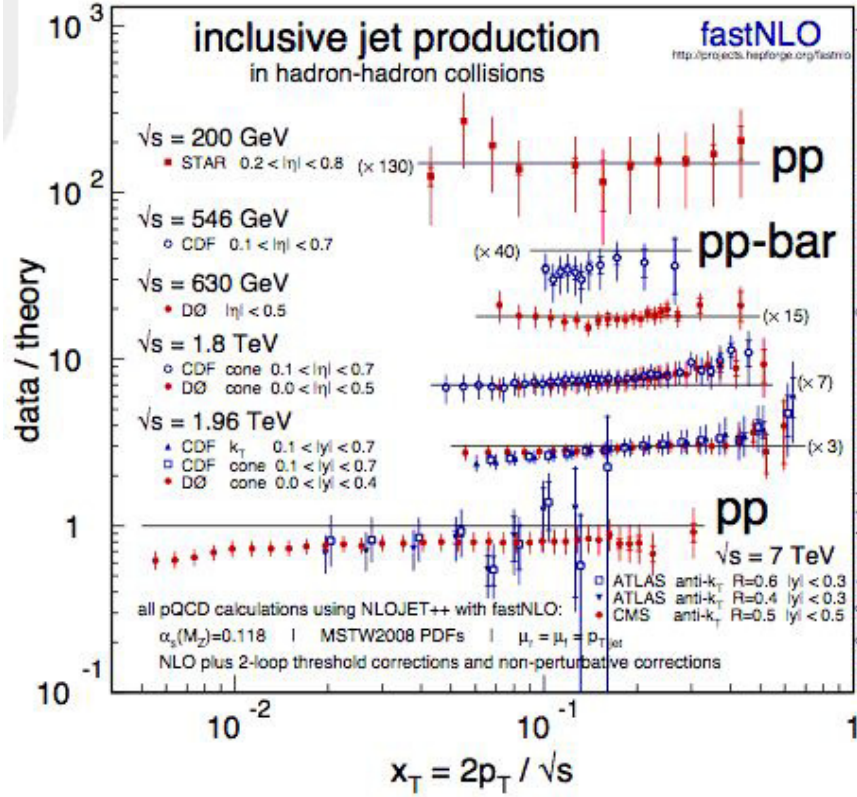 inclusive jet production
in hadron-hadron collisions
fastNLO
http://projects.hepforge.org/fastnlo
√s = 200 GeV
STAR 0.2 < |η| < 0.8
(× 130)
pp
√s = 546 GeV
CDF 0.1 < |η| < 0.7
(× 40)
pp-bar
√s = 630 GeV
DØ |η| < 0.5
(× 15)
√s = 1.8 TeV
CDF cone 0.1 < |η| < 0.7
DØ cone 0.0 < |η| < 0.5
(× 7)
√s = 1.96 TeV
CDF k_T 0.1 < |y| < 0.7
CDF cone 0.1 < |y| < 0.7
DØ cone 0.0 < |y| < 0.4
(× 3)
pp
√s = 7 TeV
ATLAS anti-k_T R=0.6 |y| < 0.3
ATLAS anti-k_T R=0.4 |y| < 0.3
CMS anti-k_T R=0.5 |y| < 0.5
all pQCD calculations using NLOJET++ with fastNLO:
α_s(M_Z)=0.118 | MSTW2008 PDFs | μ_r = μ_f = p_T jet
NLO plus 2-loop threshold corrections and non-perturbative corrections
data / theory
10^3
10^2
10
1
10^-1
10^-2
10^-1
1
x_T = 2p_T / √s